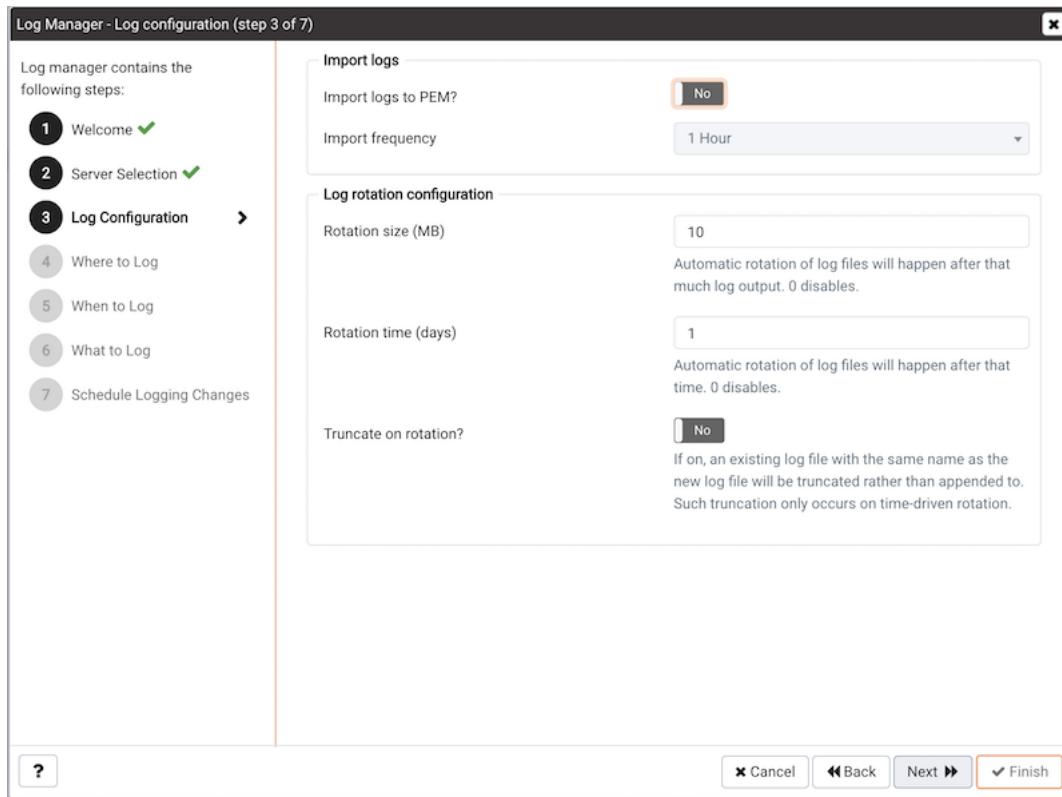 Log Manager - Log configuration (step 3 of 7)
Log manager contains the
following steps:
1 Welcome
2 Server Selection
3 Log Configuration
4 Where to Log
5 When to Log
6 What to Log
7 Schedule Logging Changes
Import logs
Import logs to PEM? No
Import frequency 1 Hour
Log rotation configuration
Rotation size (MB) 10
Automatic rotation of log files will happen after that
much log output. 0 disables.
Rotation time (days) 1
Automatic rotation of log files will happen after that
time. 0 disables.
Truncate on rotation? No
If on, an existing log file with the same name as the
new log file will be truncated rather than appended to.
Such truncation only occurs on time-driven rotation.
? Cancel Back Next Finish